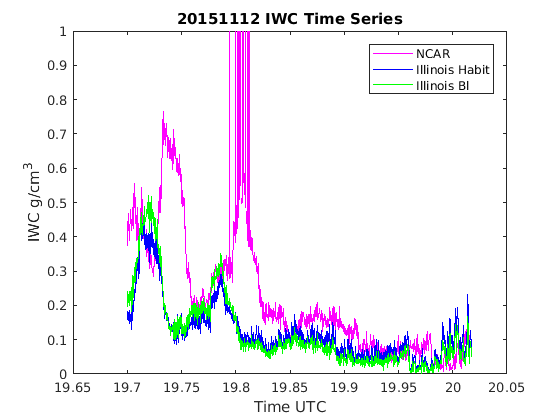 20151112 IWC Time Series
NCAR
Illinois Habit
Illinois BI
1
0.9
0.8
0.7
0.6
0.5
0.4
0.3
0.2
0.1
0
IWC g/cm³
19.65 19.7 19.75 19.8 19.85 19.9 19.95 20 20.05
Time UTC